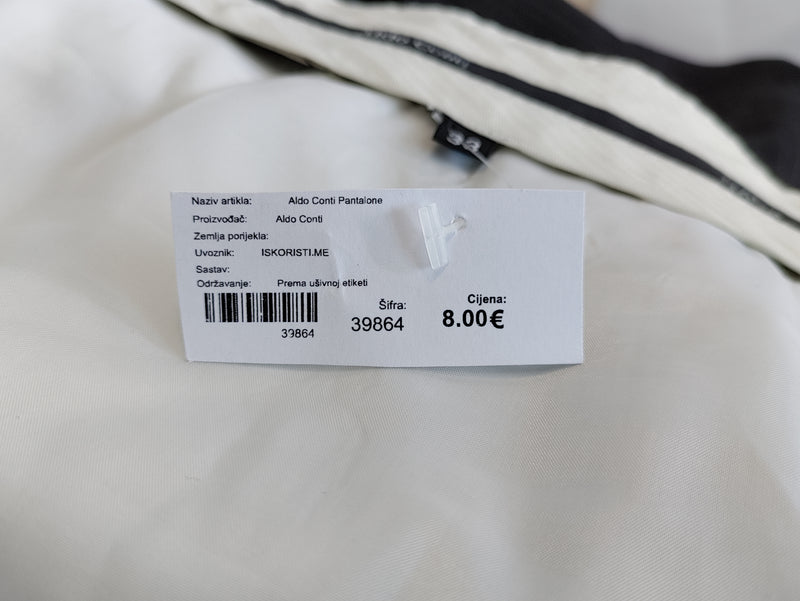 Naziv artikla: Aldo Conti Pantalone
Proizvođač: Aldo Conti
Zemlja porijekla:
Uvoznik: ISKORISTI.ME
Sastav:
Održavanje: Prema ušivnoj etiketi
39864
Šifra:
39864
Cijena:
8.00€